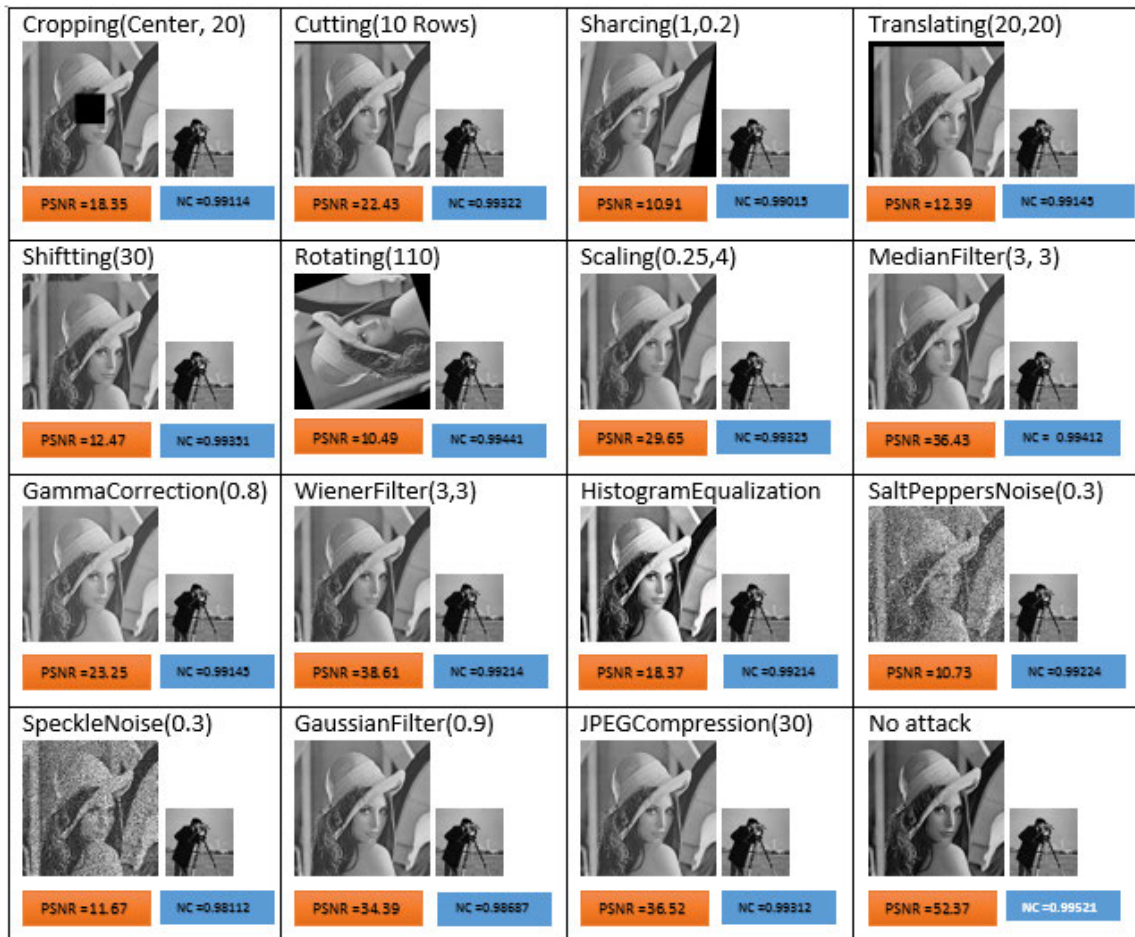 Cropping(Center, 20)
Cutting(10 Rows)
Sharcing(1,0.2)
Translating(20,20)
PSNR =18.35
NC =0.99114
PSNR =22.43
NC =0.99322
PSNR =10.91
NC =0.99015
PSNR =12.39
NC =0.99145
Shiftting(30)
Rotating(110)
Scaling(0.25,4)
MedianFilter(3, 3)
PSNR =12.47
NC =0.99351
PSNR =10.49
NC =0.99441
PSNR =29.65
NC =0.99325
PSNR =36.43
NC = 0.99412
GammaCorrection(0.8)
WienerFilter(3,3)
HistogramEqualization
SaltPeppersNoise(0.3)
PSNR =23.25
NC =0.99145
PSNR =38.61
NC =0.99214
PSNR =18.37
NC =0.99214
PSNR =10.73
NC =0.99224
SpeckleNoise(0.3)
GaussianFilter(0.9)
JPEGCompression(30)
No attack
PSNR =11.67
NC =0.98112
PSNR =34.39
NC =0.98687
PSNR =36.52
NC =0.99312
PSNR =52.37
NC =0.99521